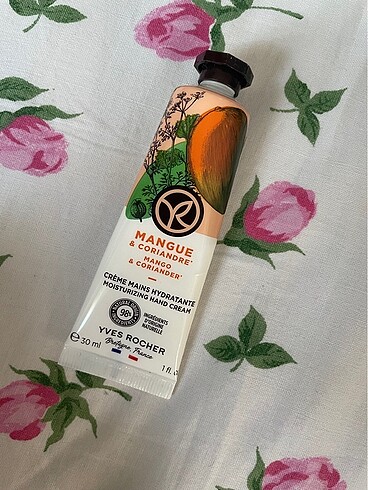 MANGUE
& CORIANDRE*
MANGO
& CORIANDER*
CRÈME MAINS HYDRATANTE
MOISTURIZING HAND CREAM
98%
INGRÉDIENTS
D'ORIGINE
NATURELLE
YVES ROCHER
Bretagne, France
e 30 ml
1 fl.